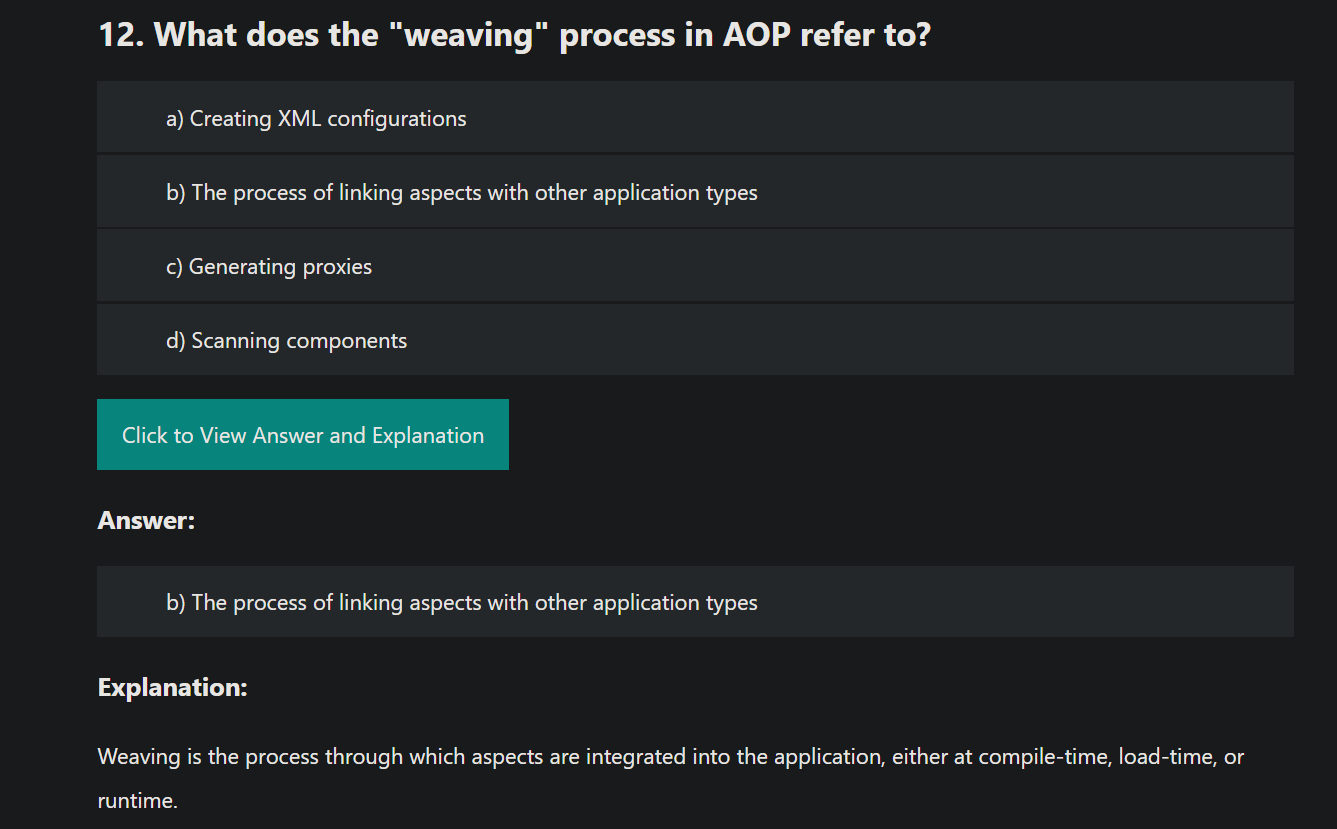 12. What does the "weaving" process in AOP refer to?
a) Creating XML configurations
b) The process of linking aspects with other application types
c) Generating proxies
d) Scanning components
Click to View Answer and Explanation
Answer:
b) The process of linking aspects with other application types
Explanation:
Weaving is the process through which aspects are integrated into the application, either at compile-time, load-time, or
runtime.